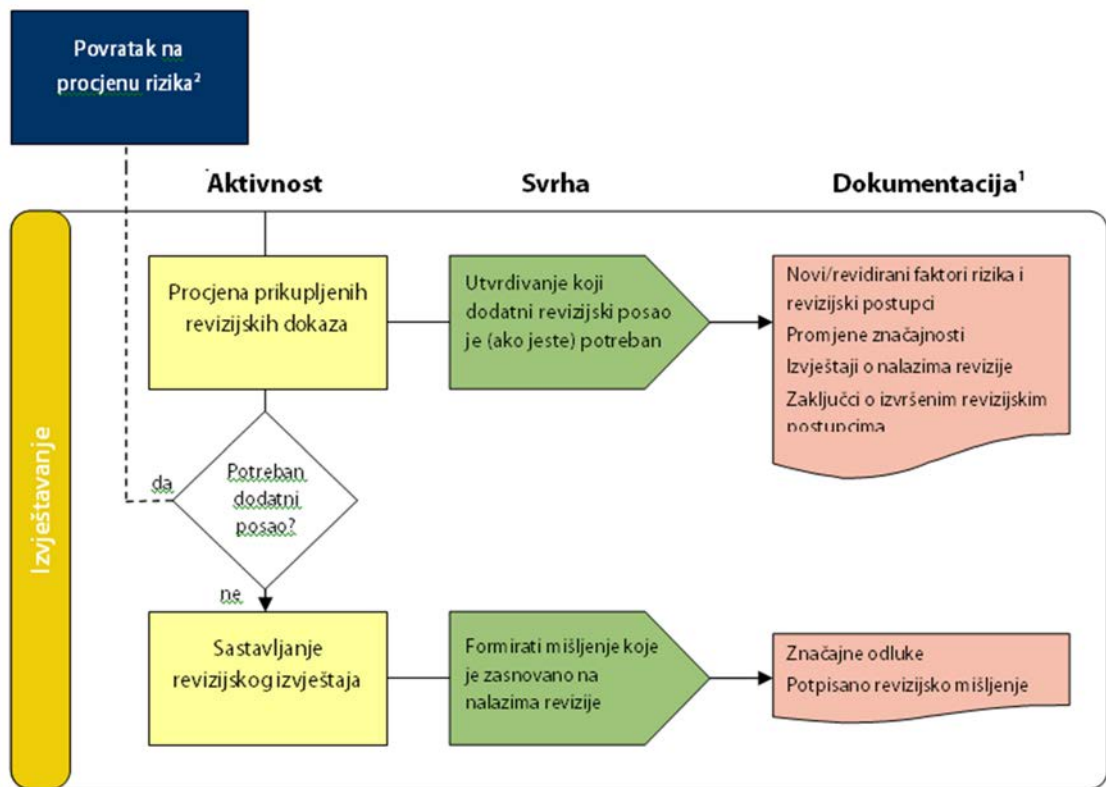 Povratak na
procjenu rizika²
Aktivnost
Svrha
Dokumentacija¹
Izvještavanje
Procjena prikupljenih
revizijskih dokaza
Utvrđivanje koji
dodatni revizijski posao
je (ako jeste) potreban
Novi/revidirani faktori rizika i
revizijski postupci
Promjene značajnosti
Izvještaji o nalazima revizije
Zaključci o izvršenim revizijskim
postupcima
da
Potreban
dodatni
posao?
ne
Sastavljanje
revizijskog izvještaja
Formirati mišljenje koje
je zasnovano na
nalazima revizije
Značajne odluke
Potpisano revizijsko mišljenje